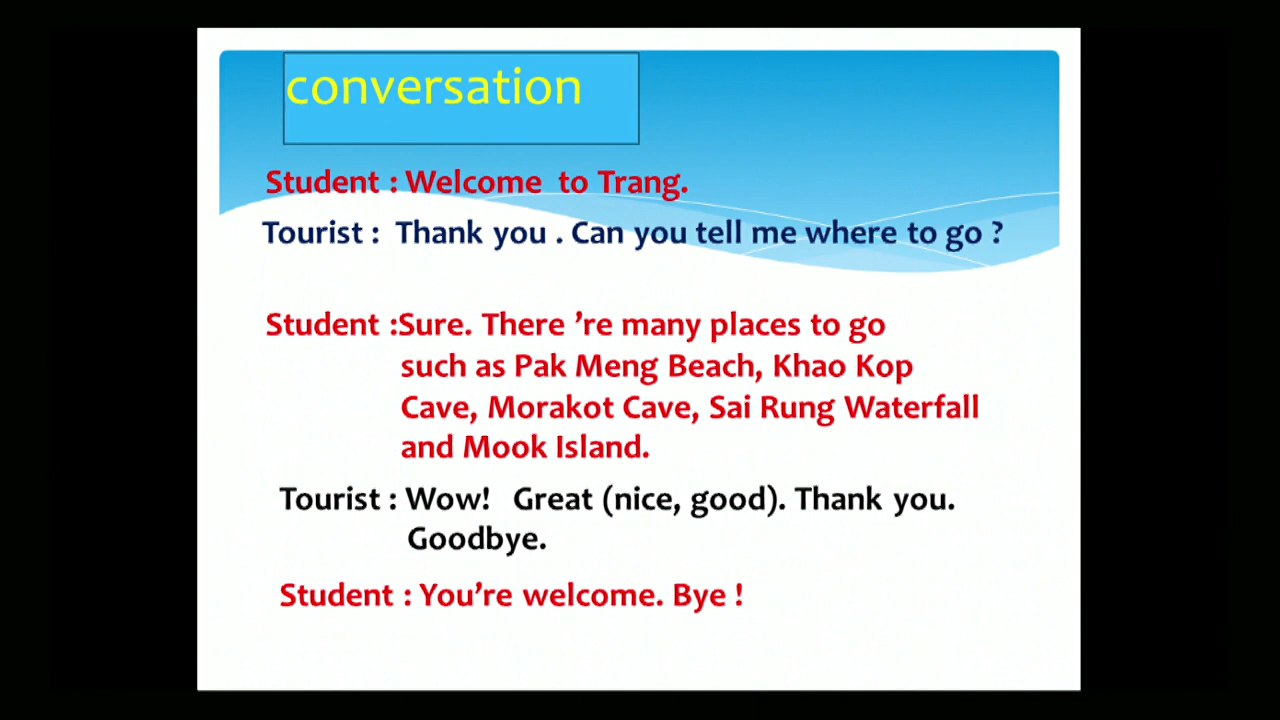 conversation
Student : Welcome  to Trang.
Tourist :  Thank you . Can you tell me where to go ?
Student :Sure. There ’re many places to go
such as Pak Meng Beach, Khao Kop
Cave, Morakot Cave, Sai Rung Waterfall
and Mook Island.
Tourist : Wow!   Great (nice, good). Thank you.
Goodbye.
Student : You’re welcome. Bye !